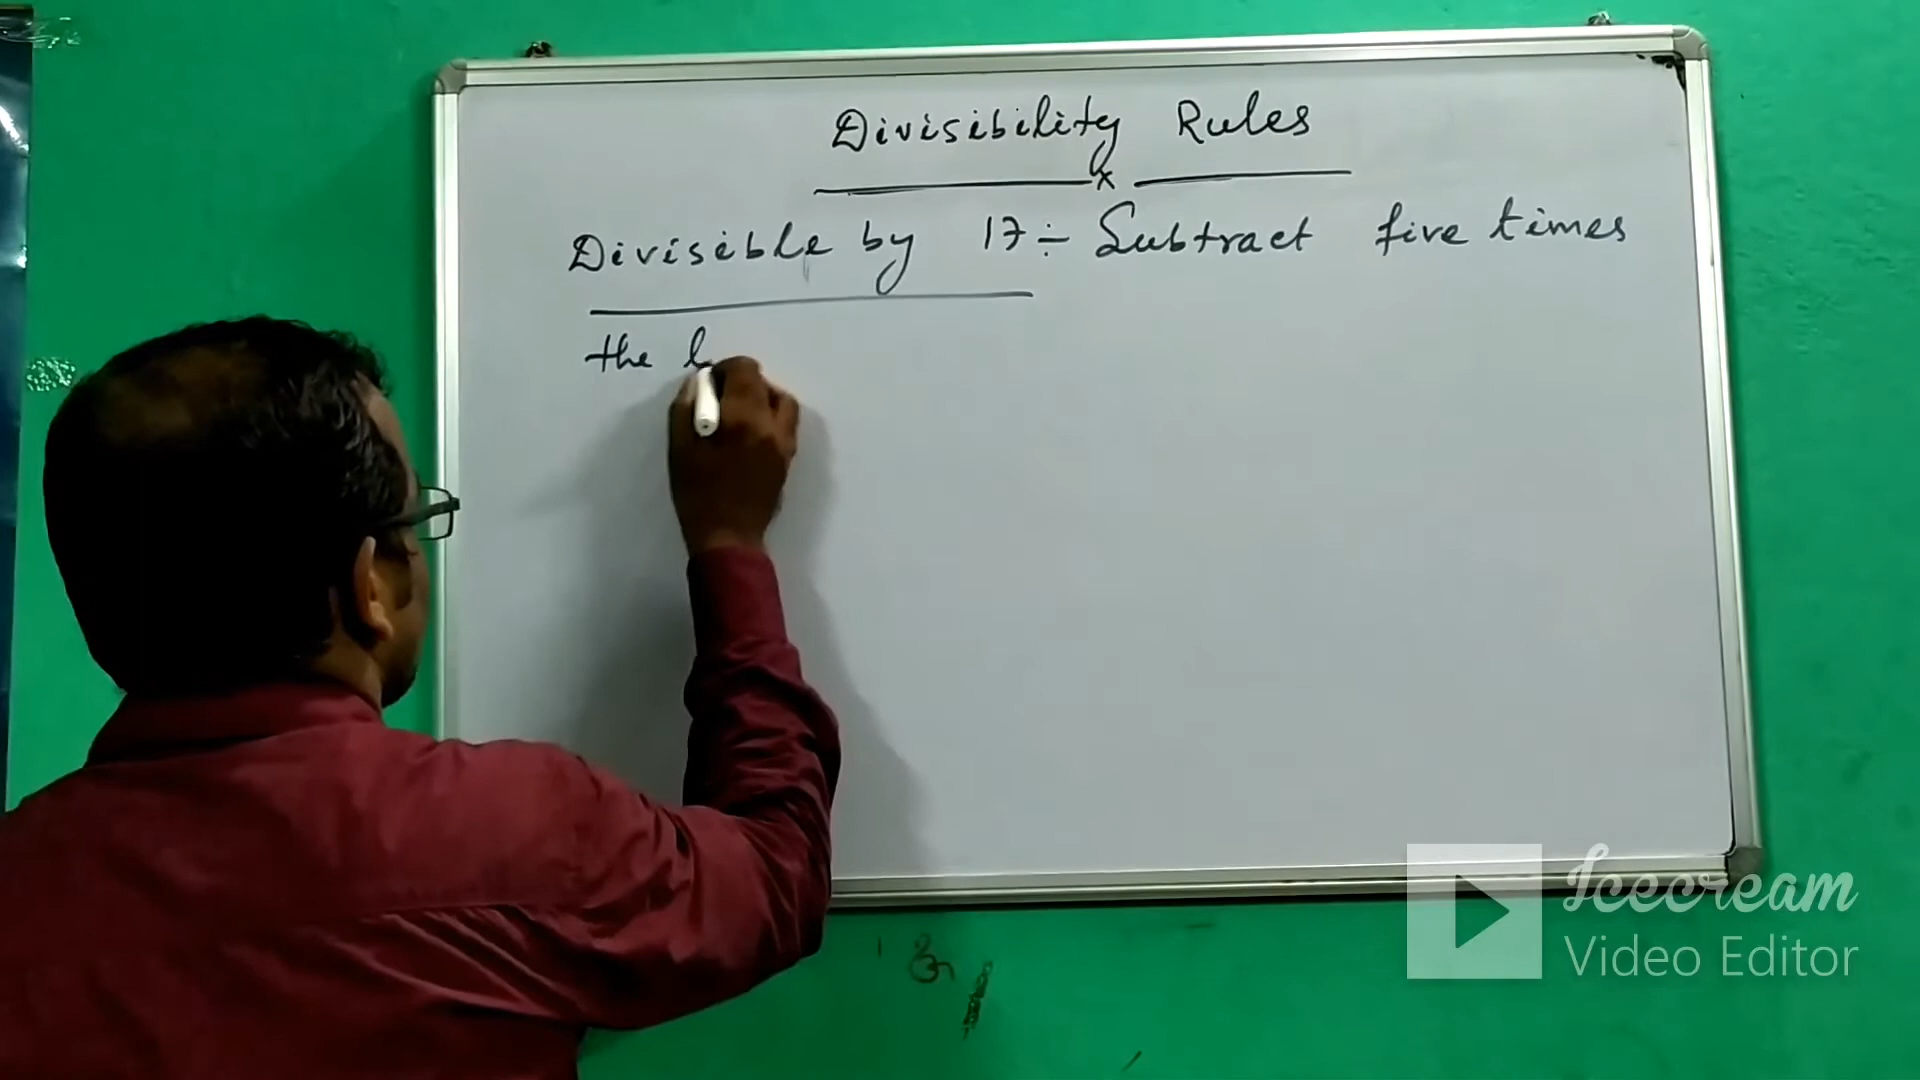 Divisibility Rules
x
Divisible by 17 ÷ Subtract five times
the
Icecream
Video Editor